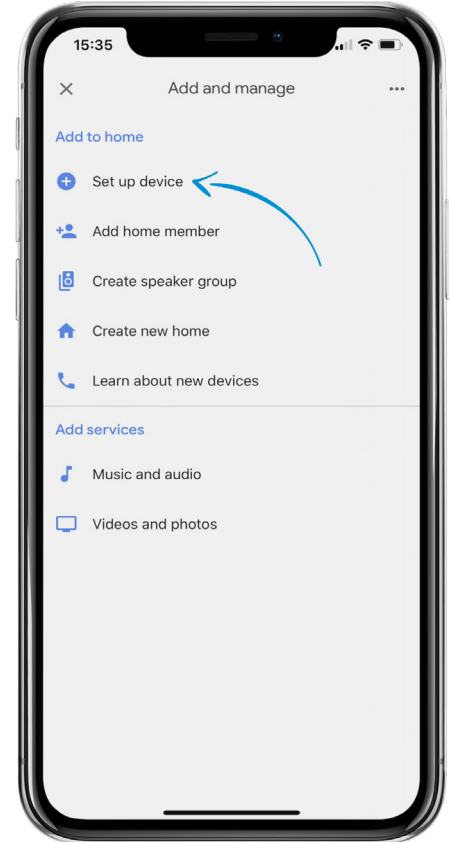 15:35
Add and manage
Add to home
Set up device
Add home member
Create speaker group
Create new home
Learn about new devices
Add services
Music and audio
Videos and photos